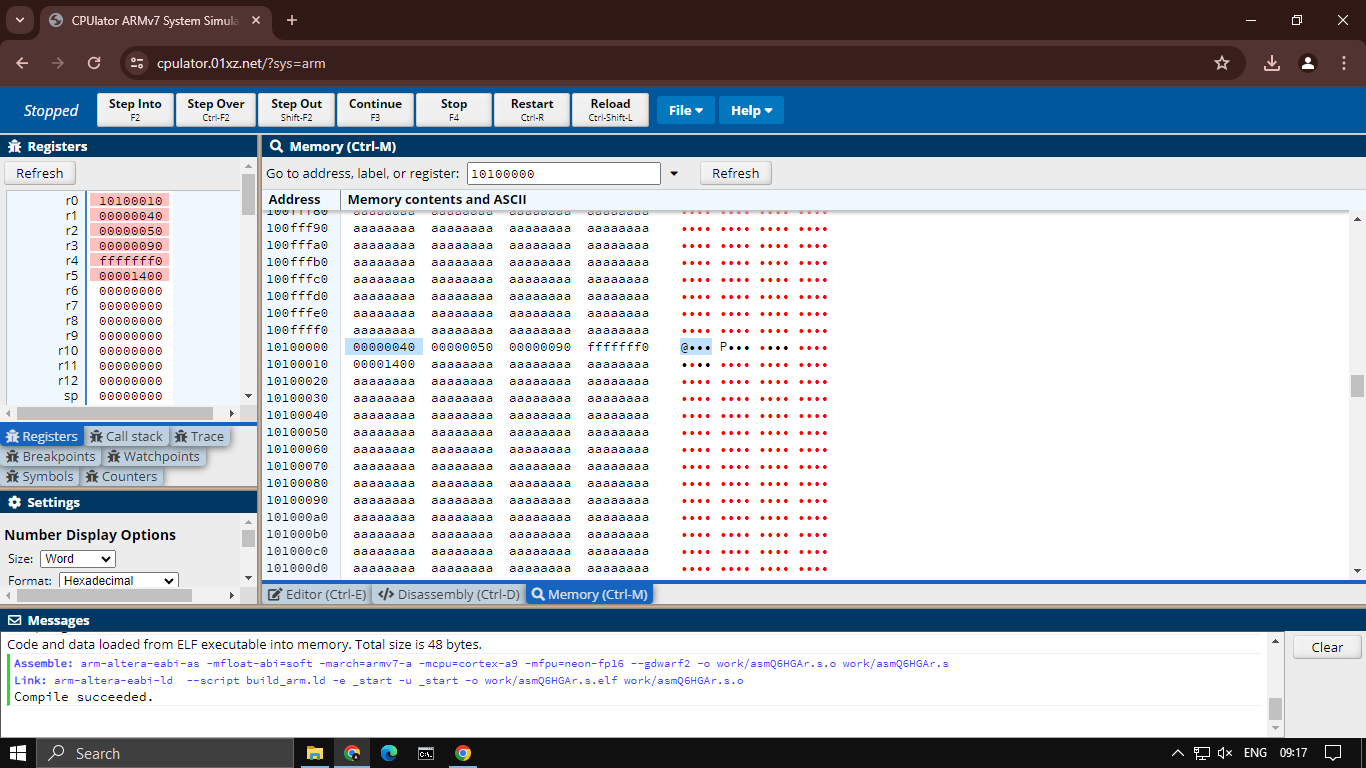 CPUlator ARMv7 System Simula
cpulator.01xz.net/?sys=arm
Stopped
Step Into
F2
Step Over
Ctrl-F2
Step Out
Shift-F2
Continue
F3
Stop
F4
Restart
Ctrl-R
Reload
Ctrl-Shift-L
File
Help
Registers
Refresh
r0 10100010
r1 00000040
r2 00000050
r3 00000090
r4 fffffff0
r5 00001400
r6 00000000
r7 00000000
r8 00000000
r9 00000000
r10 00000000
r11 00000000
r12 00000000
sp 00000000
Registers Call stack Trace
Breakpoints Watchpoints
Symbols Counters
Settings
Number Display Options
Size: Word
Format: Hexadecimal
Memory (Ctrl-M)
Go to address, label, or register: 10100000 Refresh
Address Memory contents and ASCII
100fff80 aaaaaaaa aaaaaaaa aaaaaaaa aaaaaaaa •••• •••• •••• ••••
100fff90 aaaaaaaa aaaaaaaa aaaaaaaa aaaaaaaa •••• •••• •••• ••••
100fffa0 aaaaaaaa aaaaaaaa aaaaaaaa aaaaaaaa •••• •••• •••• ••••
100fffb0 aaaaaaaa aaaaaaaa aaaaaaaa aaaaaaaa •••• •••• •••• ••••
100fffc0 aaaaaaaa aaaaaaaa aaaaaaaa aaaaaaaa •••• •••• •••• ••••
100fffd0 aaaaaaaa aaaaaaaa aaaaaaaa aaaaaaaa •••• •••• •••• ••••
100fffe0 aaaaaaaa aaaaaaaa aaaaaaaa aaaaaaaa •••• •••• •••• ••••
100ffff0 aaaaaaaa aaaaaaaa aaaaaaaa aaaaaaaa •••• •••• •••• ••••
10100000 00000040 00000050 00000090 fffffff0 @••• P••• •••• ••••
10100010 00001400 aaaaaaaa aaaaaaaa aaaaaaaa •••• •••• •••• ••••
10100020 aaaaaaaa aaaaaaaa aaaaaaaa aaaaaaaa •••• •••• •••• ••••
10100030 aaaaaaaa aaaaaaaa aaaaaaaa aaaaaaaa •••• •••• •••• ••••
10100040 aaaaaaaa aaaaaaaa aaaaaaaa aaaaaaaa •••• •••• •••• ••••
10100050 aaaaaaaa aaaaaaaa aaaaaaaa aaaaaaaa •••• •••• •••• ••••
10100060 aaaaaaaa aaaaaaaa aaaaaaaa aaaaaaaa •••• •••• •••• ••••
10100070 aaaaaaaa aaaaaaaa aaaaaaaa aaaaaaaa •••• •••• •••• ••••
10100080 aaaaaaaa aaaaaaaa aaaaaaaa aaaaaaaa •••• •••• •••• ••••
10100090 aaaaaaaa aaaaaaaa aaaaaaaa aaaaaaaa •••• •••• •••• ••••
101000a0 aaaaaaaa aaaaaaaa aaaaaaaa aaaaaaaa •••• •••• •••• ••••
101000b0 aaaaaaaa aaaaaaaa aaaaaaaa aaaaaaaa •••• •••• •••• ••••
101000c0 aaaaaaaa aaaaaaaa aaaaaaaa aaaaaaaa •••• •••• •••• ••••
101000d0 aaaaaaaa aaaaaaaa aaaaaaaa aaaaaaaa •••• •••• •••• ••••
Editor (Ctrl-E) Disassembly (Ctrl-D) Memory (Ctrl-M)
Messages
Code and data loaded from ELF executable into memory. Total size is 48 bytes.
Assemble: arm-altera-eabi-as -mfloat-abi=soft -march=armv7-a -mcpu=cortex-a9 -mfpu=neon-fp16 --gdwarf2 -o work/asmQ6HGAr.s.o work/asmQ6HGAr.s
Link: arm-altera-eabi-ld --script build_arm.ld -e _start -u _start -o work/asmQ6HGAr.s.elf work/asmQ6HGAr.s.o
Compile succeeded.
Clear
Search
ENG
09:17